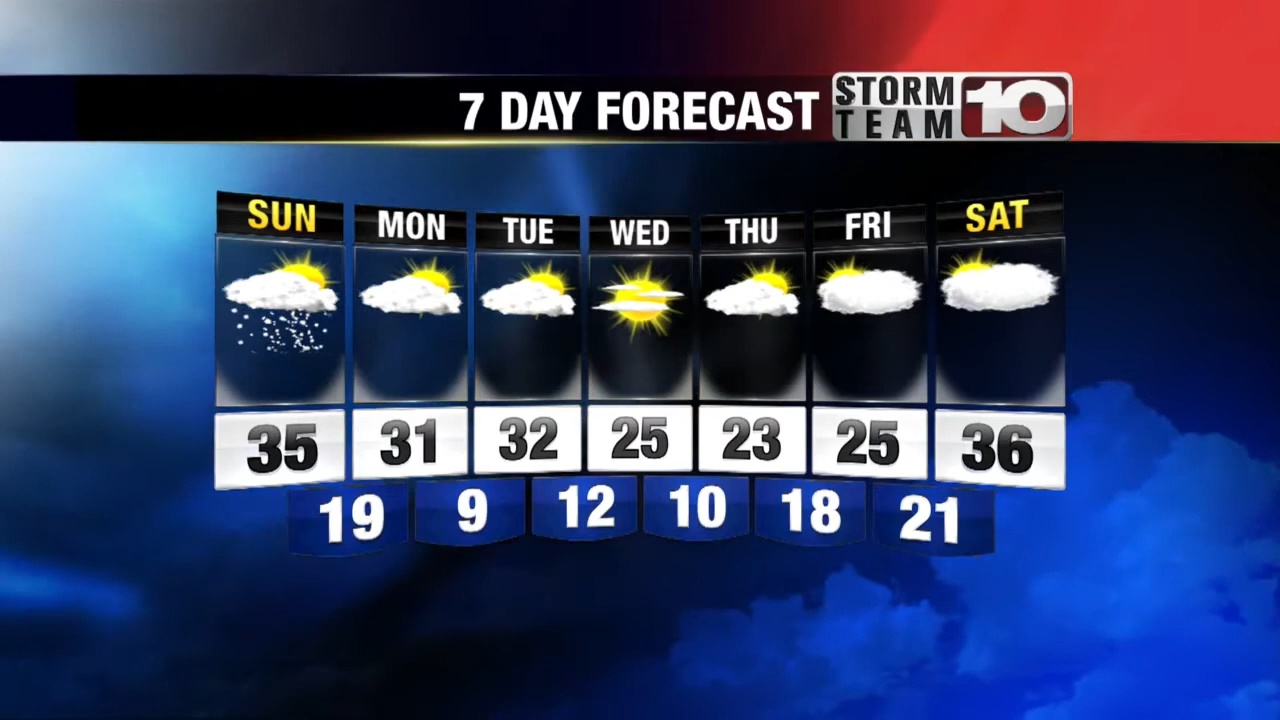 7 DAY FORECAST
STORM TEAM 10
SUN MON TUE WED THU FRI SAT
35 31 32 25 23 25 36
19 9 12 10 18 21